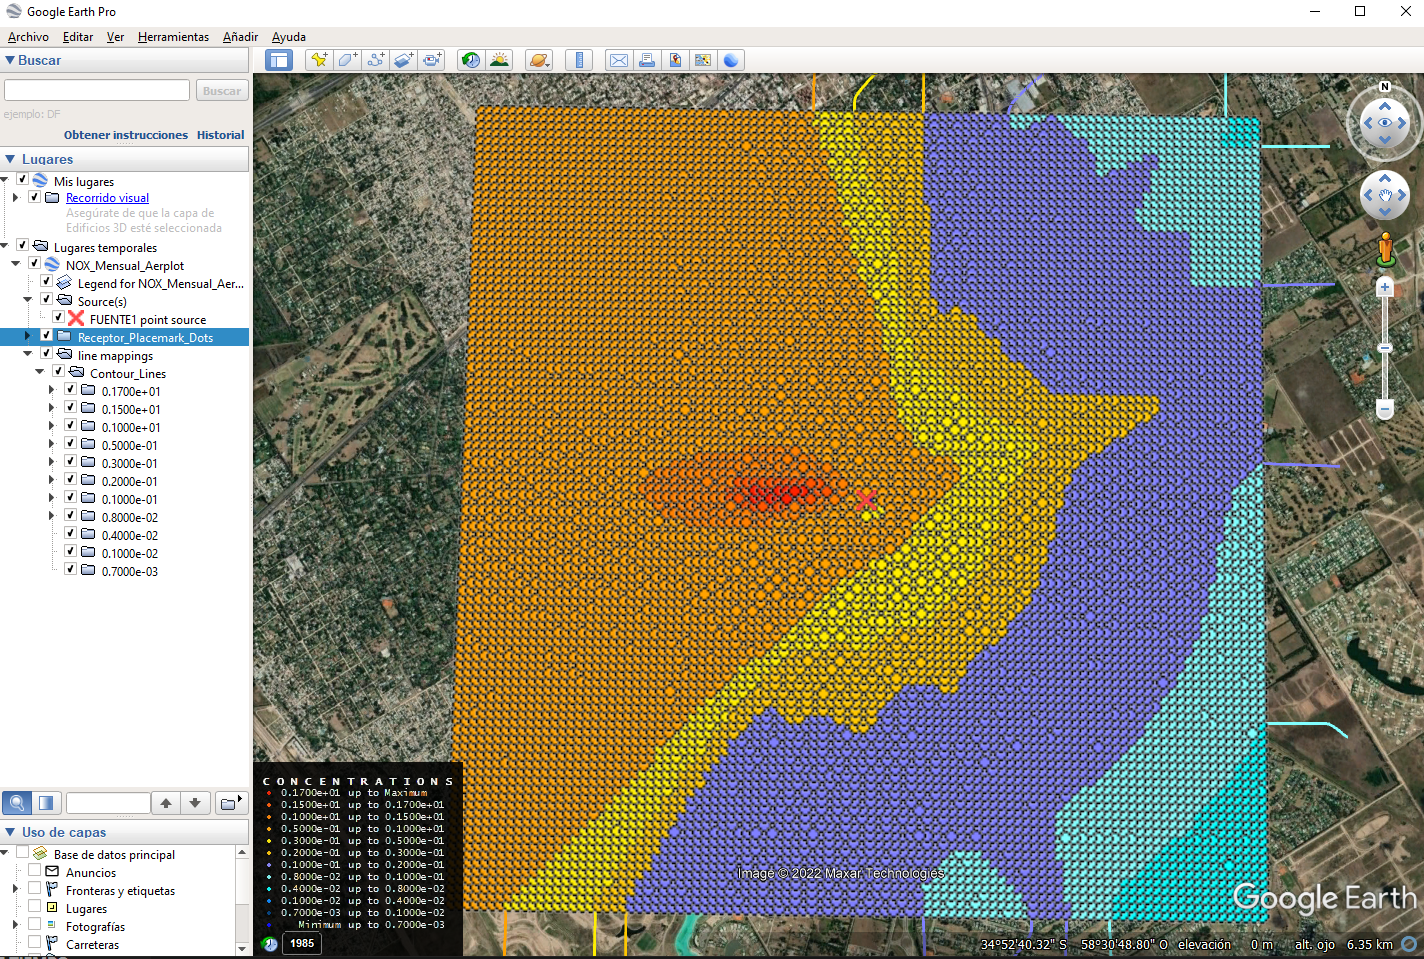 Google Earth Pro
Archivo Editar Ver Herramientas Añadir Ayuda
Buscar
Buscar
ejemplo: DF
Obtener instrucciones Historial
Lugares
Mis lugares
Recorrido visual
Asegúrate de que la capa de
Edificios 3D esté seleccionada
Lugares temporales
NOX_Mensual_Aerplot
Legend for NOX_Mensual_Aer...
Source(s)
FUENTE1 point source
Receptor_Placemark_Dots
line mappings
Contour_Lines
0.1700e+01
0.1500e+01
0.1000e+01
0.5000e-01
0.3000e-01
0.2000e-01
0.1000e-01
0.8000e-02
0.4000e-02
0.1000e-02
0.7000e-03
Uso de capas
Base de datos principal
Anuncios
Fronteras y etiquetas
Lugares
Fotografías
Carreteras
N
C O N C E N T R A T I O N S
0.1700e+01 up to Maximum
0.1500e+01 up to 0.1700e+01
0.1000e+01 up to 0.1500e+01
0.5000e-01 up to 0.1000e+01
0.3000e-01 up to 0.5000e-01
0.2000e-01 up to 0.3000e-01
0.1000e-01 up to 0.2000e-01
0.8000e-02 up to 0.1000e-01
0.4000e-02 up to 0.8000e-02
0.1000e-02 up to 0.4000e-02
0.7000e-03 up to 0.1000e-02
Minimum up to 0.7000e-03
1985
Image © 2022 Maxar Technologies
Google Earth
34°52'40.32" S 58°30'48.80" O elevación 0 m alt. ojo 6.35 km